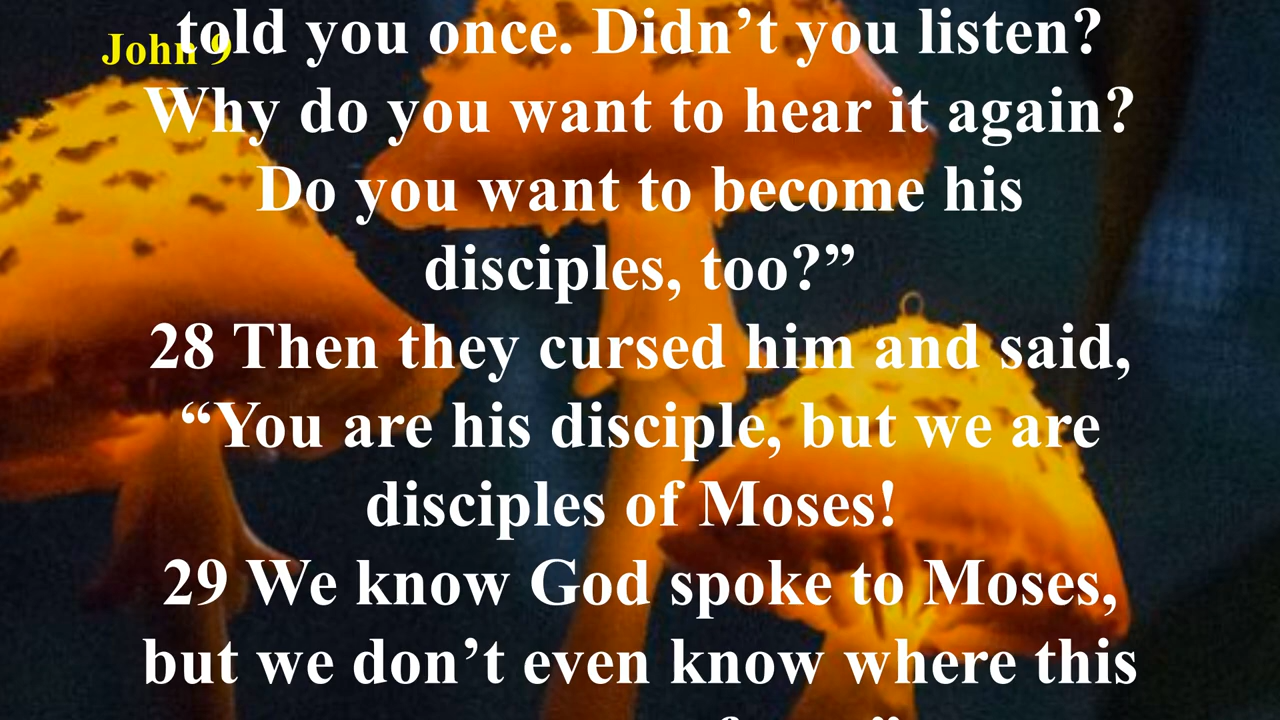 John 9
told you once. Didn’t you listen?
Why do you want to hear it again?
Do you want to become his
disciples, too?”
28 Then they cursed him and said,
“You are his disciple, but we are
disciples of Moses!
29 We know God spoke to Moses,
but we don’t even know where this